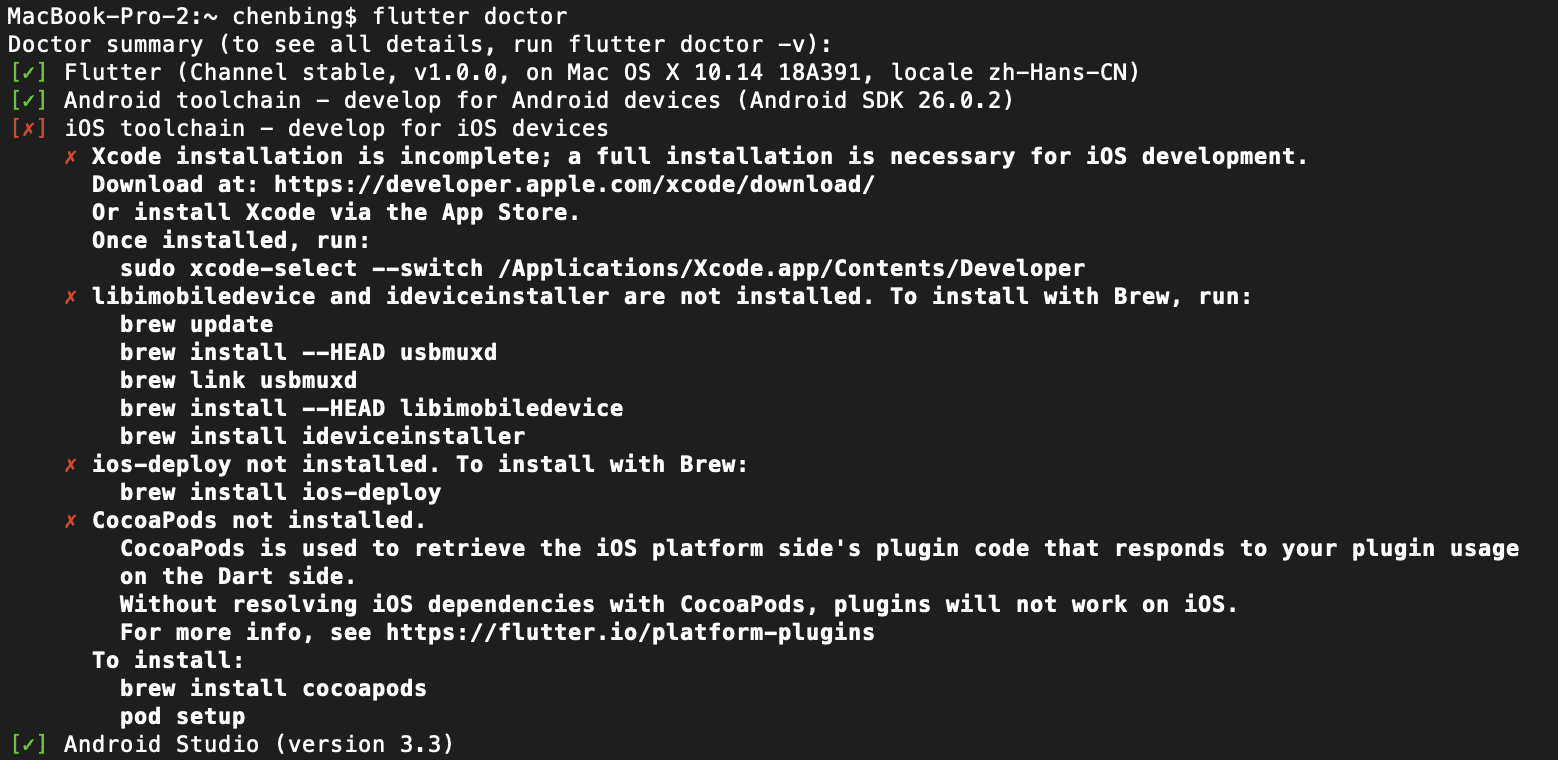 MacBook-Pro-2:~ chenbing$ flutter doctor
Doctor summary (to see all details, run flutter doctor -v):
[✓] Flutter (Channel stable, v1.0.0, on Mac OS X 10.14 18A391, locale zh-Hans-CN)
[✓] Android toolchain - develop for Android devices (Android SDK 26.0.2)
[✗] iOS toolchain - develop for iOS devices
    ✗ Xcode installation is incomplete; a full installation is necessary for iOS development.
      Download at: https://developer.apple.com/xcode/download/
      Or install Xcode via the App Store.
      Once installed, run:
        sudo xcode-select --switch /Applications/Xcode.app/Contents/Developer
    ✗ libimobiledevice and ideviceinstaller are not installed. To install with Brew, run:
        brew update
        brew install --HEAD usbmuxd
        brew link usbmuxd
        brew install --HEAD libimobiledevice
        brew install ideviceinstaller
    ✗ ios-deploy not installed. To install with Brew:
        brew install ios-deploy
    ✗ CocoaPods not installed.
        CocoaPods is used to retrieve the iOS platform side's plugin code that responds to your plugin usage
        on the Dart side.
        Without resolving iOS dependencies with CocoaPods, plugins will not work on iOS.
        For more info, see https://flutter.io/platform-plugins
      To install:
        brew install cocoapods
        pod setup
[✓] Android Studio (version 3.3)